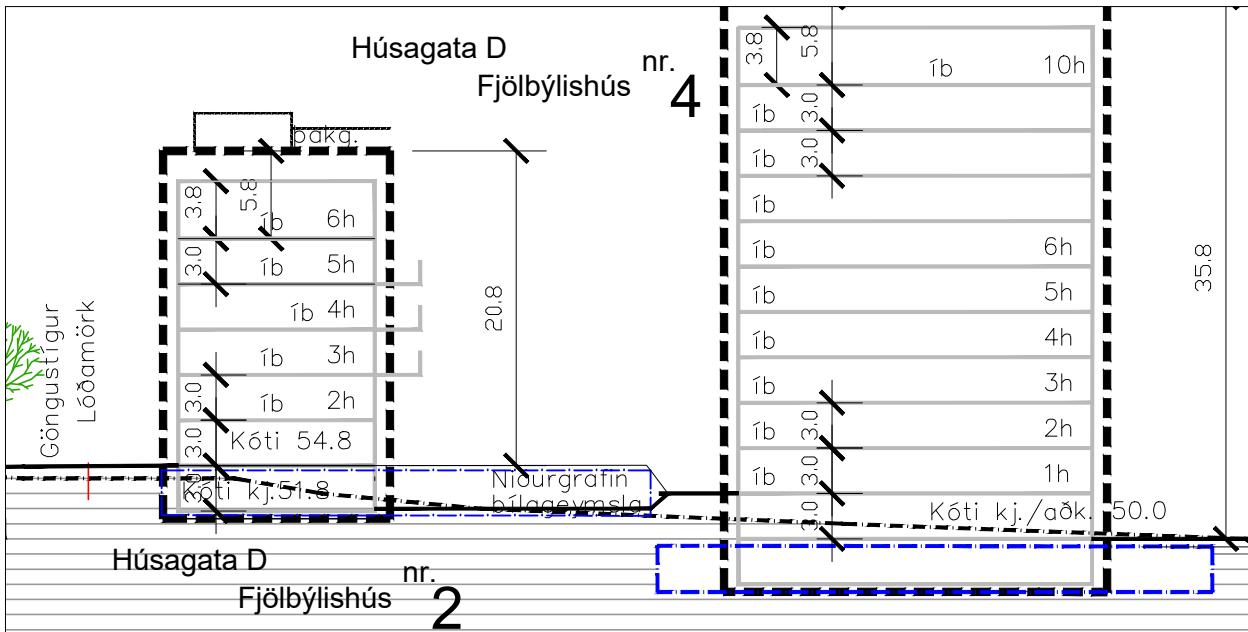 Húsagata D
Fjölbýlishús
nr.
4
þakg.
3.8
5.8
íb 6h
3.0
íb 5h
íb 4h
íb 3h
íb 2h
3.0
3.0
Kóti 54.8
3.0
Kóti kj.51.8
20.8
Göngustígur
Lóðamörk
Niðurgrafin
bílageymsla
3.8
5.8
íb 10h
íb
3.0
íb
3.0
íb
íb 6h
íb 5h
íb 4h
íb 3h
íb 2h
3.0
íb 1h
3.0
3.0
Kóti kj./aðk. 50.0
35.8
Húsagata D
Fjölbýlishús
nr.
2